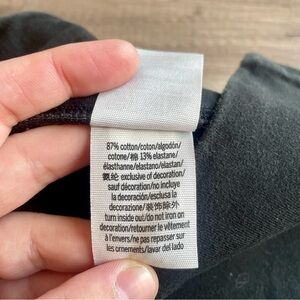 87% cotton/coton/algodón/
cotone/棉 13% elastane/
élasthanne/elastano/elastan/
氨纶 exclusive of decoration/
sauf décoration/no incluye
la decoración/esclusa la
decorazione/装饰除外
turn inside out/do not iron on
decoration/retourner le vêtement
à l'envers/ne pas repasser sur
les ornements/lavar del lado